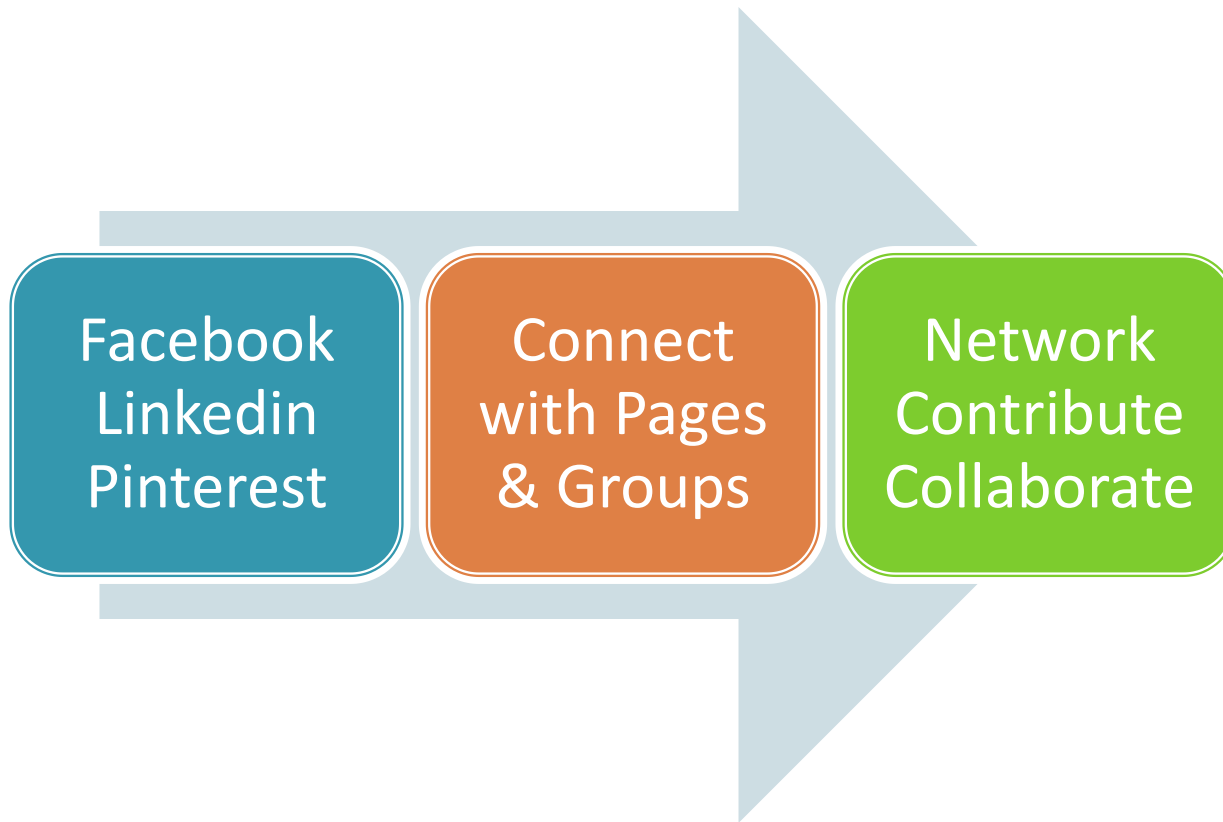 Facebook
Linkedin
Pinterest
Connect
with Pages
& Groups
Network
Contribute
Collaborate